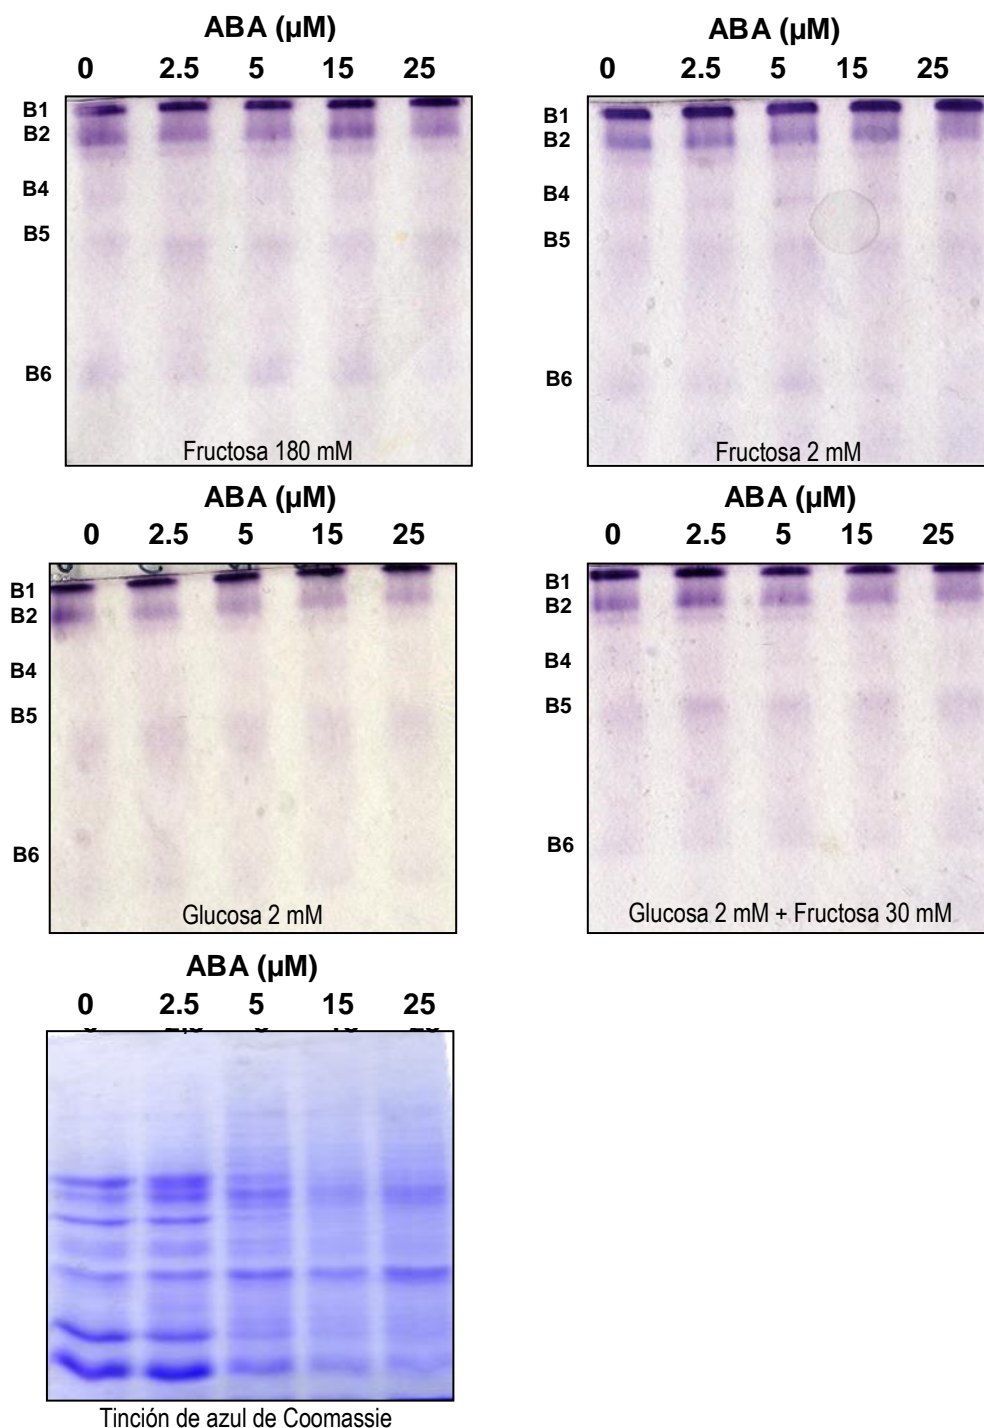 ABA (µM)
0 2.5 5 15 25
B1
B2
B4
B5
B6
Fructosa 180 mM
ABA (µM)
0 2.5 5 15 25
B1
B2
B4
B5
B6
Fructosa 2 mM
ABA (µM)
0 2.5 5 15 25
B1
B2
B4
B5
B6
Glucosa 2 mM
ABA (µM)
0 2.5 5 15 25
B1
B2
B4
B5
B6
Glucosa 2 mM + Fructosa 30 mM
ABA (µM)
0 2.5 5 15 25
Tinción de azul de Coomassie